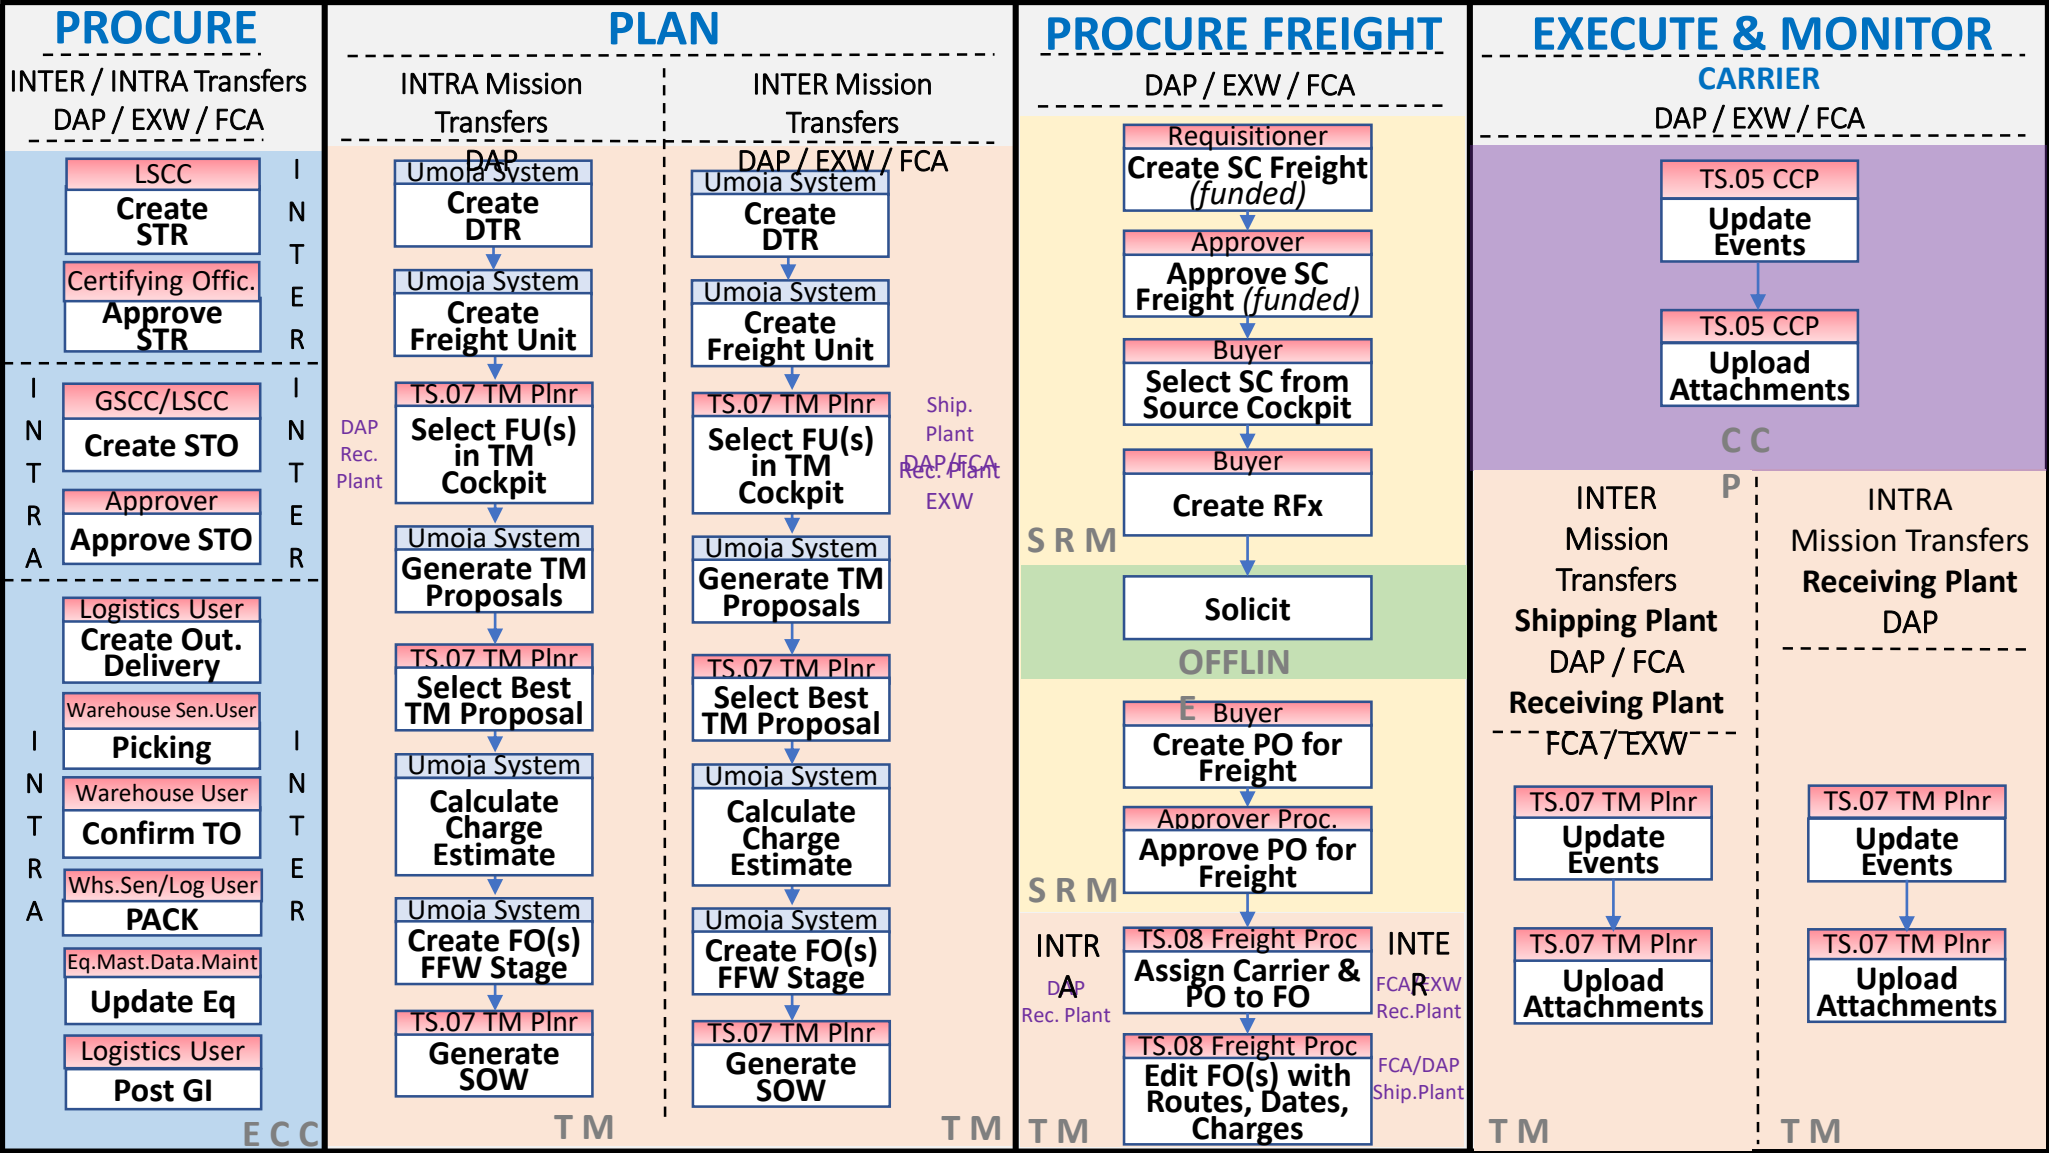 PROCURE
INTER / INTRA Transfers
DAP / EXW / FCA
LSCC
Create
STR
Certifying Offic.
Approve
STR
I
N
T
E
R
GSCC/LSCC
Create STO
Approver
Approve STO
I
N
T
R
A
I
N
T
E
R
Logistics User
Create Out.
Delivery
Warehouse Sen.User
Picking
Warehouse User
Confirm TO
Whs.Sen/Log User
PACK
Eq.Mast.Data.Maint
Update Eq
Logistics User
Post GI
I
N
T
R
A
I
N
T
E
R
E C C
PLAN
INTRA Mission
Transfers
DAP
Umoja System
Create
DTR
Umoja System
Create
Freight Unit
TS.07 TM Plnr
Select FU(s)
in TM
Cockpit
DAP
Rec.
Plant
Umoja System
Generate TM
Proposals
TS.07 TM Plnr
Select Best
TM Proposal
Umoja System
Calculate
Charge
Estimate
Umoja System
Create FO(s)
FFW Stage
TS.07 TM Plnr
Generate
SOW
T M
INTER Mission
Transfers
DAP / EXW / FCA
Umoja System
Create
DTR
Umoja System
Create
Freight Unit
TS.07 TM Plnr
Select FU(s)
in TM
Cockpit
Ship.
Plant
DAP/FCA
Rec. Plant
EXW
Umoja System
Generate TM
Proposals
TS.07 TM Plnr
Select Best
TM Proposal
Umoja System
Calculate
Charge
Estimate
Umoja System
Create FO(s)
FFW Stage
TS.07 TM Plnr
Generate
SOW
T M
PROCURE FREIGHT
DAP / EXW / FCA
Requisitioner
Create SC Freight
(funded)
Approver
Approve SC
Freight (funded)
Buyer
Select SC from
Source Cockpit
Buyer
Create RFx
S R M
Solicit
OFFLIN
E
Buyer
Create PO for
Freight
Approver Proc.
Approve PO for
Freight
S R M
INTR
A
DAP
Rec. Plant
TS.08 Freight Proc
Assign Carrier &
PO to FO
INTE
R
FCA/EXW
Rec.Plant
TS.08 Freight Proc
Edit FO(s) with
Routes, Dates,
Charges
FCA/DAP
Ship.Plant
T M
EXECUTE & MONITOR
CARRIER
DAP / EXW / FCA
TS.05 CCP
Update
Events
TS.05 CCP
Upload
Attachments
C C
P
INTER
Mission
Transfers
Shipping Plant
DAP / FCA
Receiving Plant
FCA / EXW
TS.07 TM Plnr
Update
Events
TS.07 TM Plnr
Upload
Attachments
T M
INTRA
Mission Transfers
Receiving Plant
DAP
TS.07 TM Plnr
Update
Events
TS.07 TM Plnr
Upload
Attachments
T M